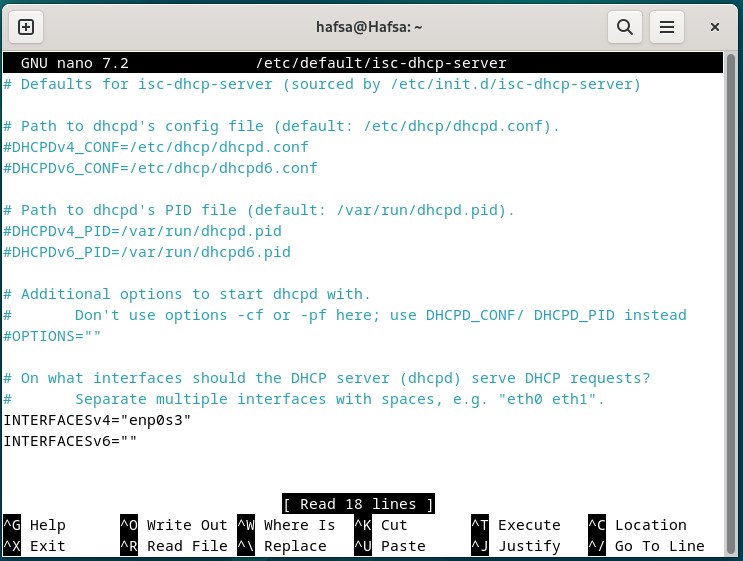 hafsa@Hafsa: ~
GNU nano 7.2 /etc/default/isc-dhcp-server
# Defaults for isc-dhcp-server (sourced by /etc/init.d/isc-dhcp-server)
# Path to dhcpd's config file (default: /etc/dhcp/dhcpd.conf).
#DHCPDv4_CONF=/etc/dhcp/dhcpd.conf
#DHCPDv6_CONF=/etc/dhcp/dhcpd6.conf
# Path to dhcpd's PID file (default: /var/run/dhcpd.pid).
#DHCPDv4_PID=/var/run/dhcpd.pid
#DHCPDv6_PID=/var/run/dhcpd6.pid
# Additional options to start dhcpd with.
#       Don't use options -cf or -pf here; use DHCPD_CONF/ DHCPD_PID instead
#OPTIONS=""
# On what interfaces should the DHCP server (dhcpd) serve DHCP requests?
#       Separate multiple interfaces with spaces, e.g. "eth0 eth1".
INTERFACESv4="enp0s3"
INTERFACESv6=""
[ Read 18 lines ]
^G Help ^O Write Out ^W Where Is ^K Cut ^T Execute ^C Location
^X Exit ^R Read File ^\ Replace ^U Paste ^J Justify ^/ Go To Line